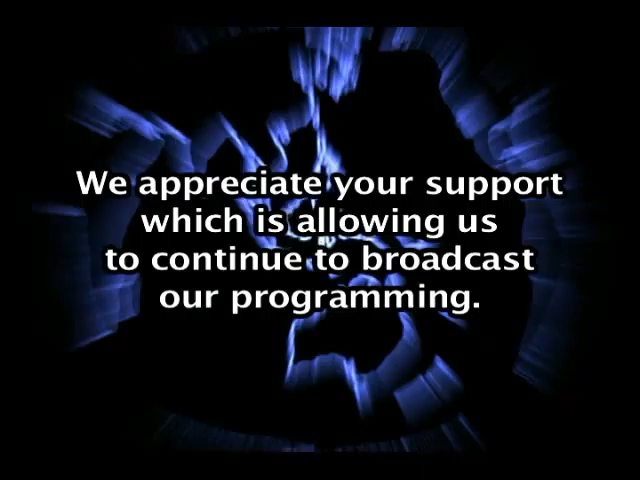 We appreciate your support
which is allowing us
to continue to broadcast
our programming.